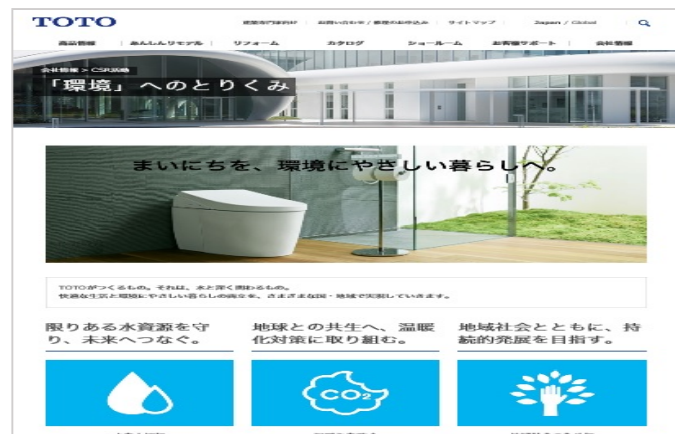 TOTO
建築専門家向け お問い合わせ / 修理のお申込み サイトマップ Japan / Global
商品情報 あんしんリモデル リフォーム カタログ ショールーム お客様サポート 会社情報
会社情報 > CSR活動
「環境」へのとりくみ
まいにちを、環境にやさしい暮らしへ。
TOTOがつくるもの。それは、水と深く関わるもの。
快適な生活と環境にやさしい暮らしの両立を、さまざまな国・地域で実現していきます。
限りある水資源を守
り、未来へつなぐ。
地球との共生へ、温暖
化対策に取り組む。
地域社会とともに、持
続的発展を目指す。
CO2